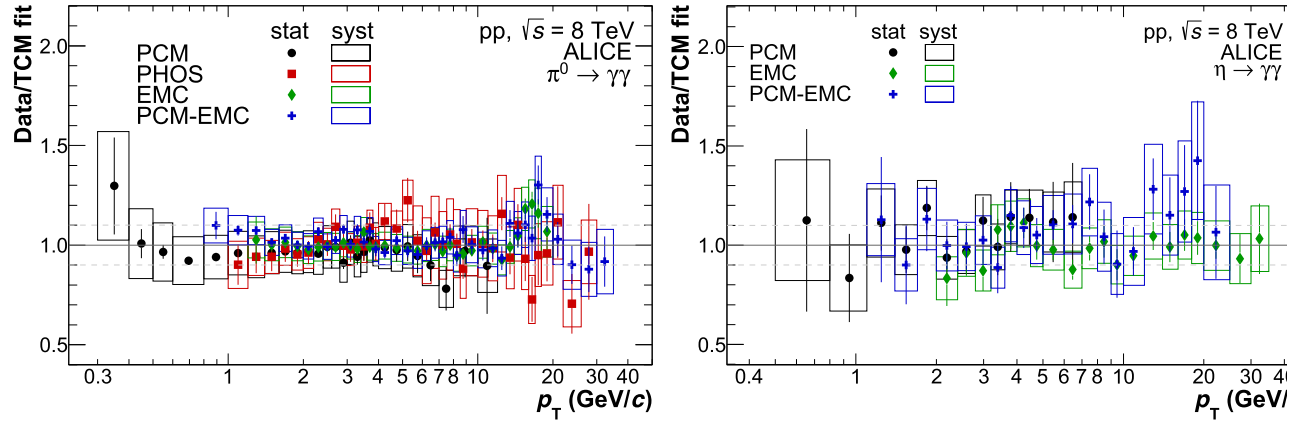 Data/TCM fit
2.0
1.5
1.0
0.5
stat syst
PCM
PHOS
EMC
PCM-EMC
pp, √s = 8 TeV
ALICE
π⁰ → γγ
0.3 1 2 3 4 5 6 7 8 10 20 30 40
p_T (GeV/c)
Data/TCM fit
2.0
1.5
1.0
0.5
stat syst
PCM
EMC
PCM-EMC
pp, √s = 8 TeV
ALICE
η → γγ
0.4 1 2 3 4 5 6 7 8 10 20 30
p_T (GeV/